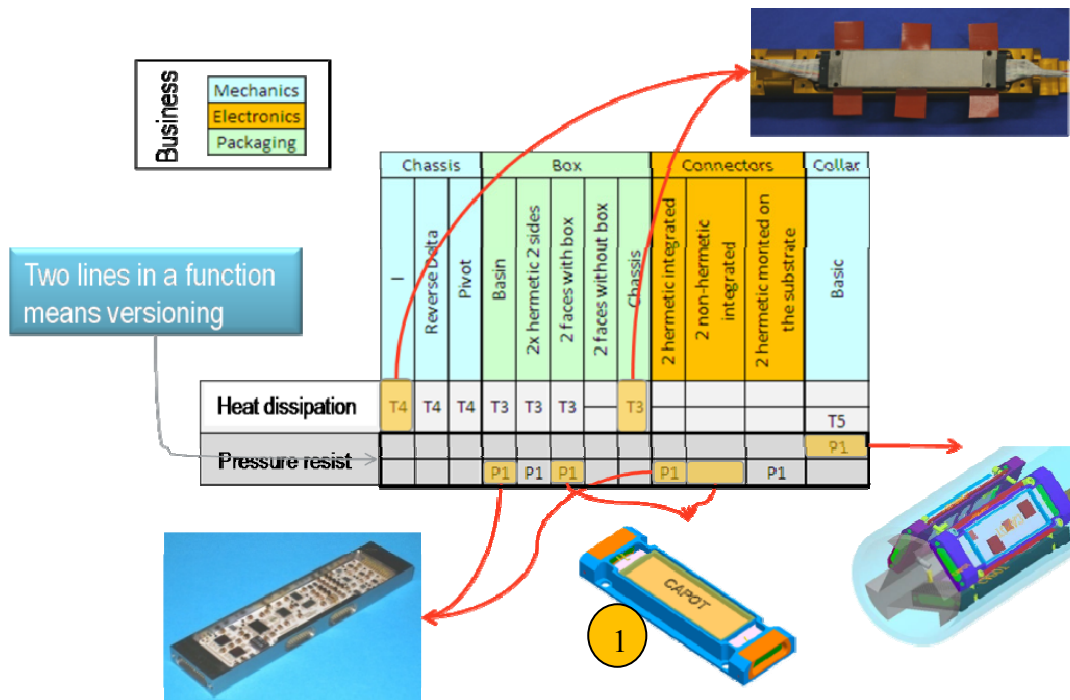 Business
Mechanics
Electronics
Packaging
Chassis
Box
Connectors
Collar
I
Reverse Delta
Pivot
Basin
2x hermetic 2 sides
2 faces with box
2 faces without box
Chassis
2 hermetic integrated
2 non-hermetic
integrated
2 hermetic monted on
the substrate
Basic
Two lines in a function
means versioning
Heat dissipation T4 T4 T4 T3 T3 T3 T3
T5
Pressure resist P1
P1 P1 P1 P1 P1
CAPOT
1